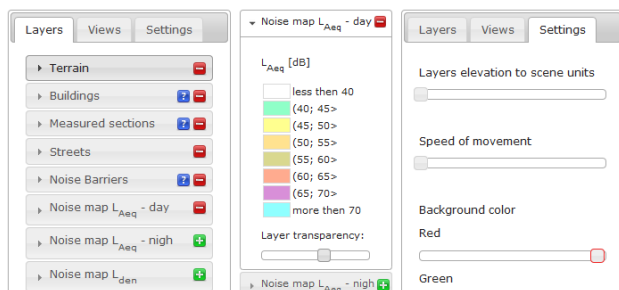 Layers Views Settings
Terrain
Buildings ?
Measured sections ?
Streets
Noise Barriers ?
Noise map LAeq - day
Noise map LAeq - nigh
Noise map Lden
Noise map LAeq - day
LAeq [dB]
less then 40
(40; 45>
(45; 50>
(50; 55>
(55; 60>
(60; 65>
(65; 70>
more then 70
Layer transparency:
Noise map LAeq - nigh
Layers Views Settings
Layers elevation to scene units
Speed of movement
Background color
Red
Green